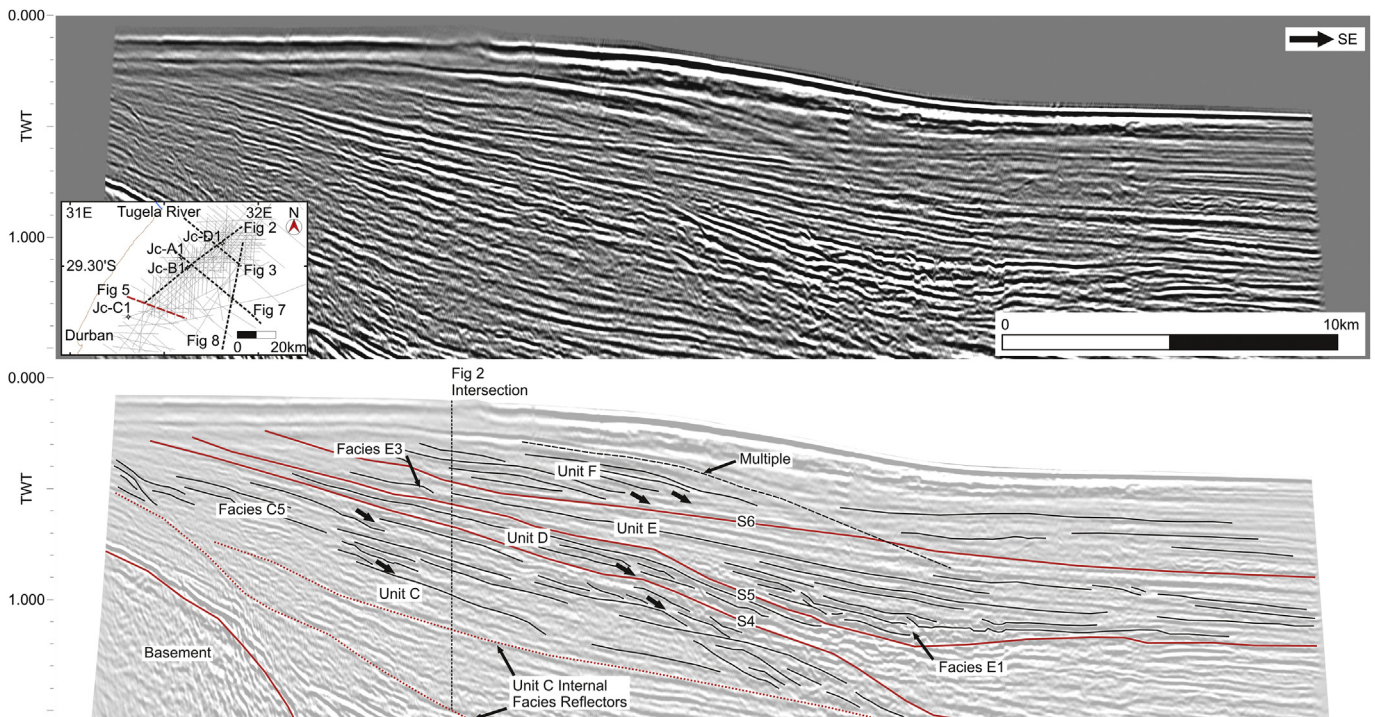 0.000
SE
TWT
1.000
31E
Tugela River
32E
N
Fig 2
Jc-D1
Jc-A1
Jc-B1
29.30'S
Fig 3
Fig 5
Jc-C1
Fig 7
Durban
Fig 8
0
20km
0
10km
0.000
Fig 2
Intersection
Facies E3
Unit F
Multiple
TWT
Facies C5
Unit E
S6
Unit D
Unit C
1.000
S5
S4
Basement
Facies E1
Unit C Internal
Facies Reflectors